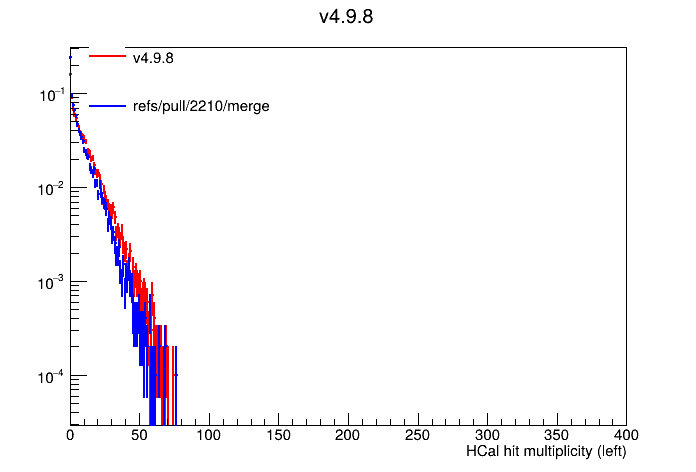 v4.9.8
v4.9.8
refs/pull/2210/merge
10⁻¹
10⁻²
10⁻³
10⁻⁴
0 50 100 150 200 250 300 350 400
HCal hit multiplicity (left)